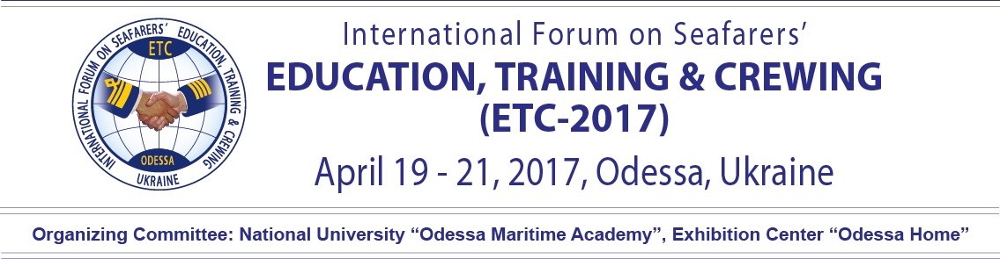 INTERNATIONAL FORUM ON SEAFARERS' EDUCATION, TRAINING & CREWING
ETC
ODESSA
UKRAINE
International Forum on Seafarers’
EDUCATION, TRAINING & CREWING
(ETC-2017)
April 19 - 21, 2017, Odessa, Ukraine
Organizing Committee: National University “Odessa Maritime Academy”, Exhibition Center “Odessa Home”